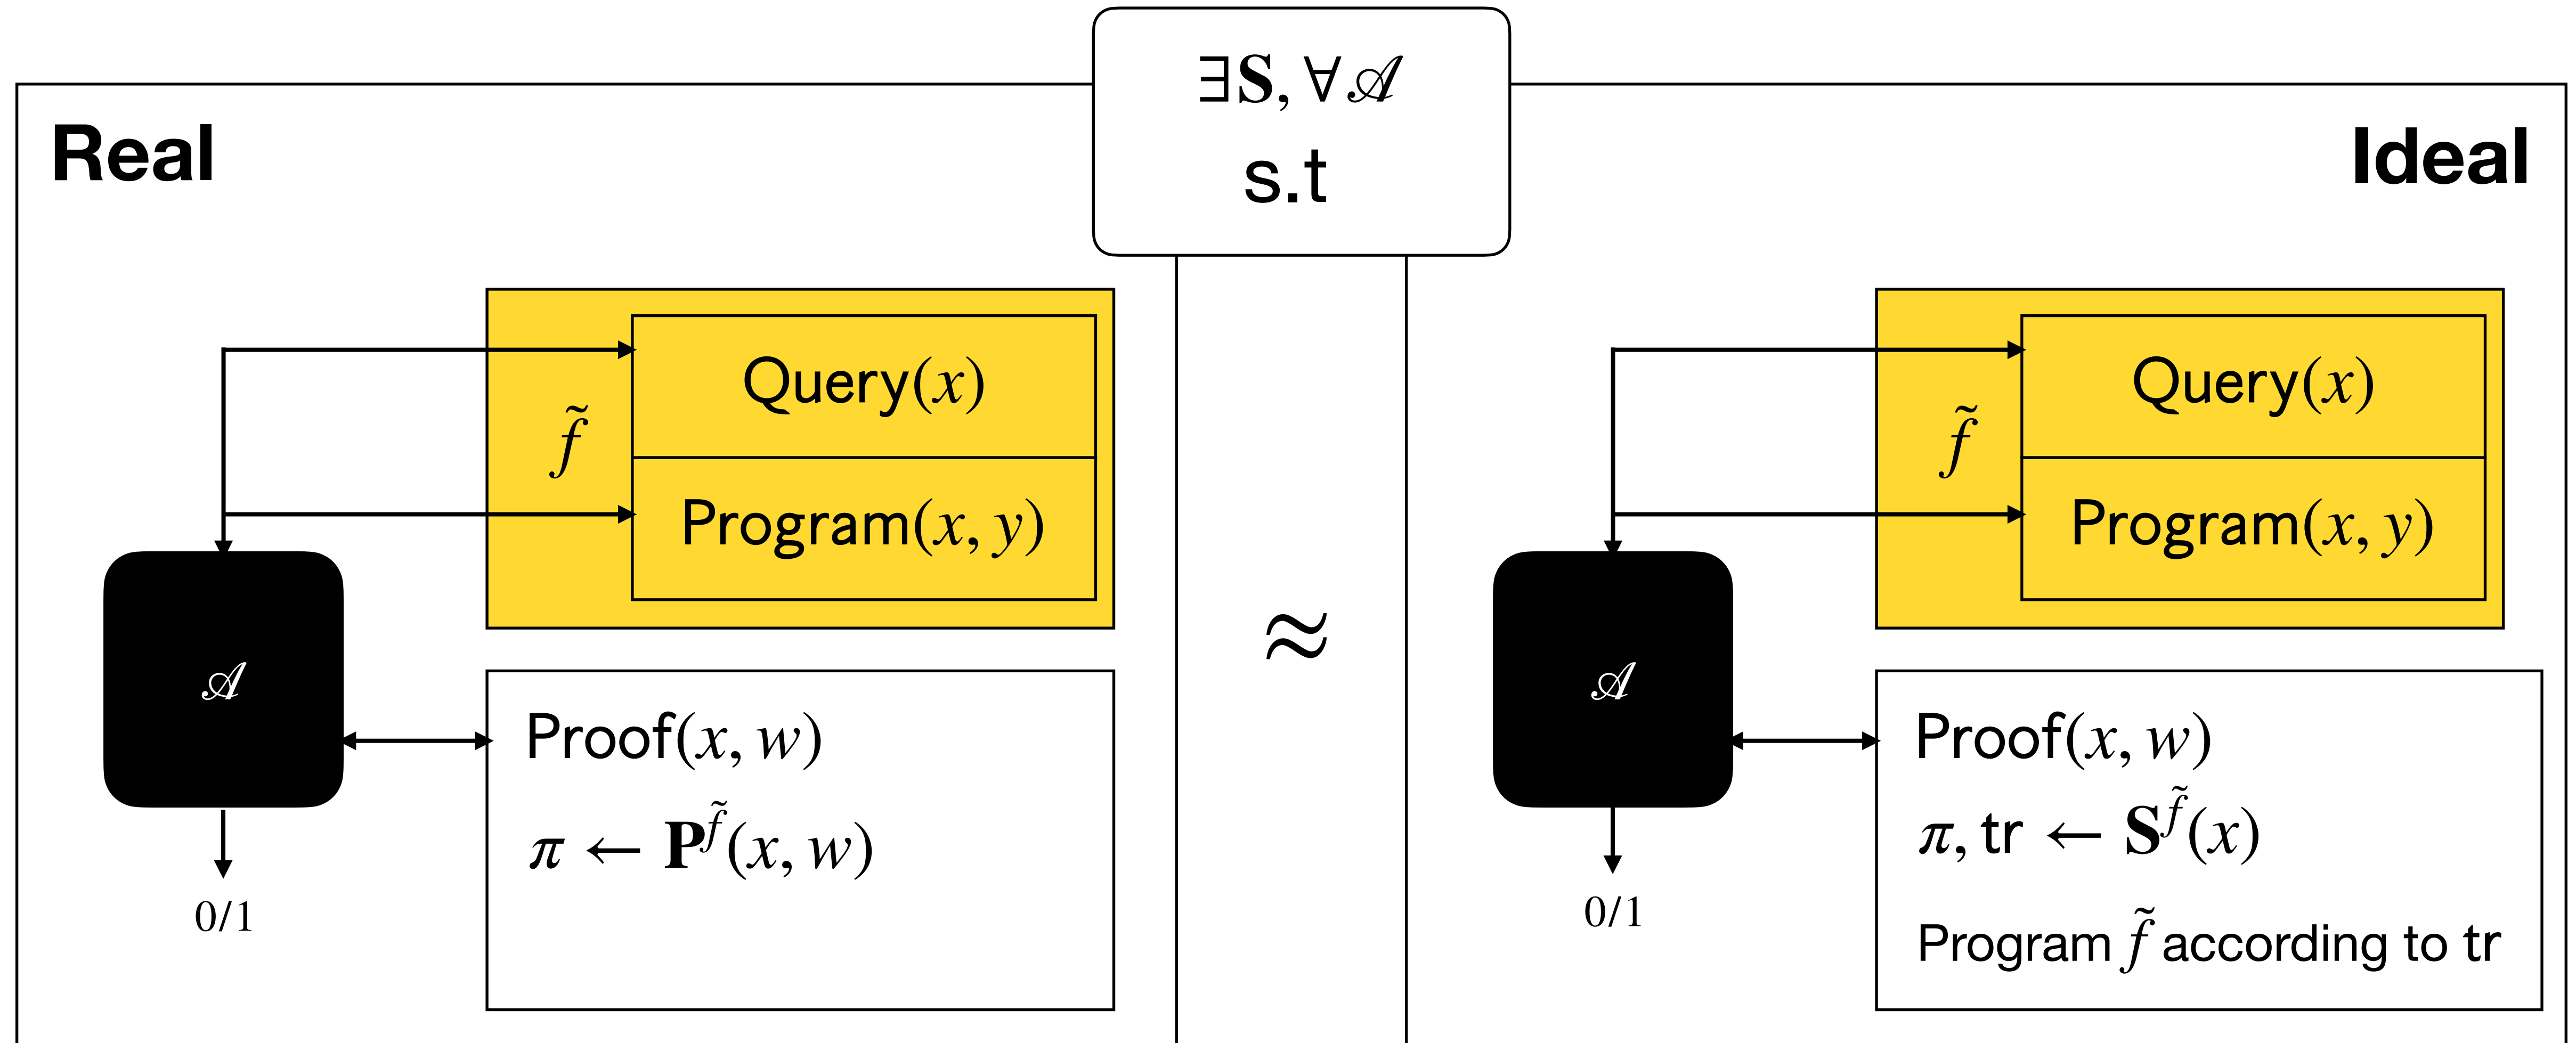 ∃𝐒, ∀𝒜
s.t
Real
Ideal
Query(x)
f̃
Program(x, y)
𝒜
Proof(x, w)
π ← 𝐏^f̃(x, w)
0/1
≈
Query(x)
f̃
Program(x, y)
𝒜
Proof(x, w)
π, tr ← 𝐒^f̃(x)
Program f̃ according to tr
0/1